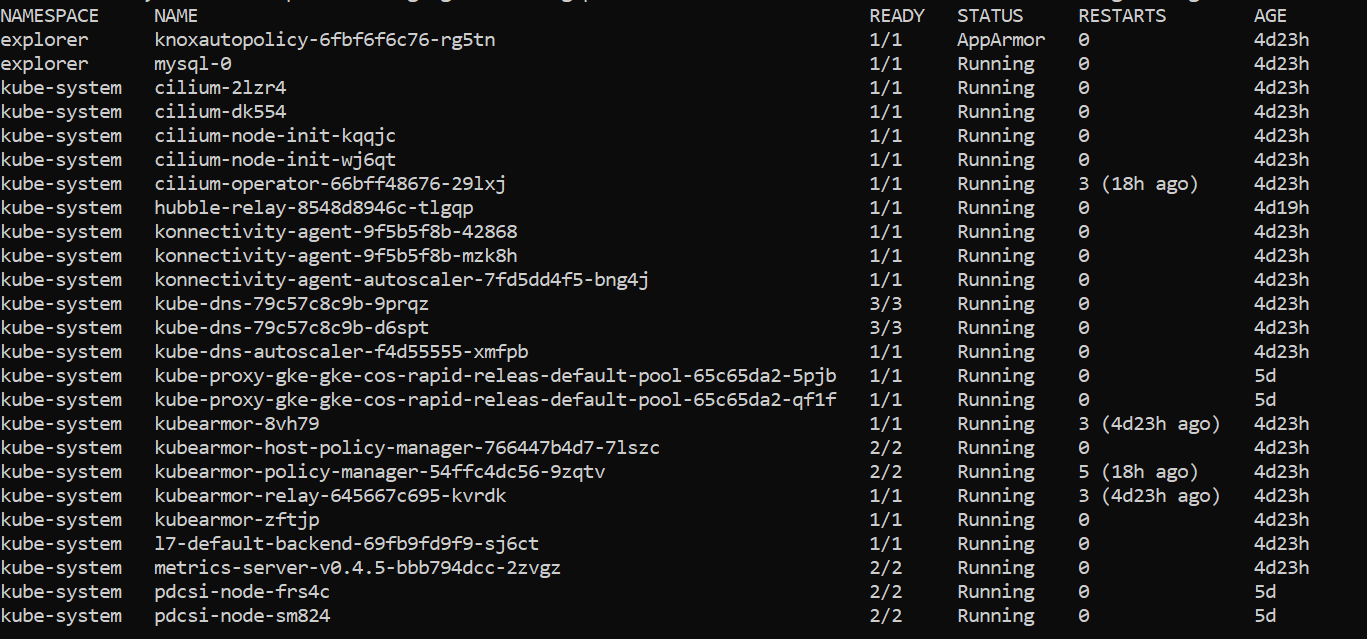 NAMESPACE NAME READY STATUS RESTARTS AGE
explorer knoxautopolicy-6fbf6f6c76-rg5tn 1/1 AppArmor 0 4d23h
explorer mysql-0 1/1 Running 0 4d23h
kube-system cilium-2lzr4 1/1 Running 0 4d23h
kube-system cilium-dk554 1/1 Running 0 4d23h
kube-system cilium-node-init-kqqjc 1/1 Running 0 4d23h
kube-system cilium-node-init-wj6qt 1/1 Running 0 4d23h
kube-system cilium-operator-66bff48676-29lxj 1/1 Running 3 (18h ago) 4d23h
kube-system hubble-relay-8548d8946c-tlgqp 1/1 Running 0 4d19h
kube-system konnectivity-agent-9f5b5f8b-42868 1/1 Running 0 4d23h
kube-system konnectivity-agent-9f5b5f8b-mzk8h 1/1 Running 0 4d23h
kube-system konnectivity-agent-autoscaler-7fd5dd4f5-bng4j 1/1 Running 0 4d23h
kube-system kube-dns-79c57c8c9b-9prqz 3/3 Running 0 4d23h
kube-system kube-dns-79c57c8c9b-d6spt 3/3 Running 0 4d23h
kube-system kube-dns-autoscaler-f4d55555-xmfpb 1/1 Running 0 4d23h
kube-system kube-proxy-gke-gke-cos-rapid-releas-default-pool-65c65da2-5pjb 1/1 Running 0 5d
kube-system kube-proxy-gke-gke-cos-rapid-releas-default-pool-65c65da2-qf1f 1/1 Running 0 5d
kube-system kubearmor-8vh79 1/1 Running 3 (4d23h ago) 4d23h
kube-system kubearmor-host-policy-manager-766447b4d7-7lszc 2/2 Running 0 4d23h
kube-system kubearmor-policy-manager-54ffc4dc56-9zqtv 2/2 Running 5 (18h ago) 4d23h
kube-system kubearmor-relay-645667c695-kvrdk 1/1 Running 3 (4d23h ago) 4d23h
kube-system kubearmor-zftjp 1/1 Running 0 4d23h
kube-system l7-default-backend-69fb9fd9f9-sj6ct 1/1 Running 0 4d23h
kube-system metrics-server-v0.4.5-bbb794dcc-2zvgz 2/2 Running 0 4d23h
kube-system pdcsi-node-frs4c 2/2 Running 0 5d
kube-system pdcsi-node-sm824 2/2 Running 0 5d